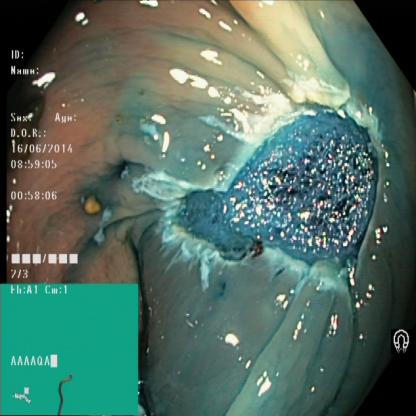 ID:
Name:
Sex: Age:
D.O.B.:
16/06/2014
08:59:05
00:58:06
■■■/■■■
2/3
Eh:A1 Cm:1
AAAAQA